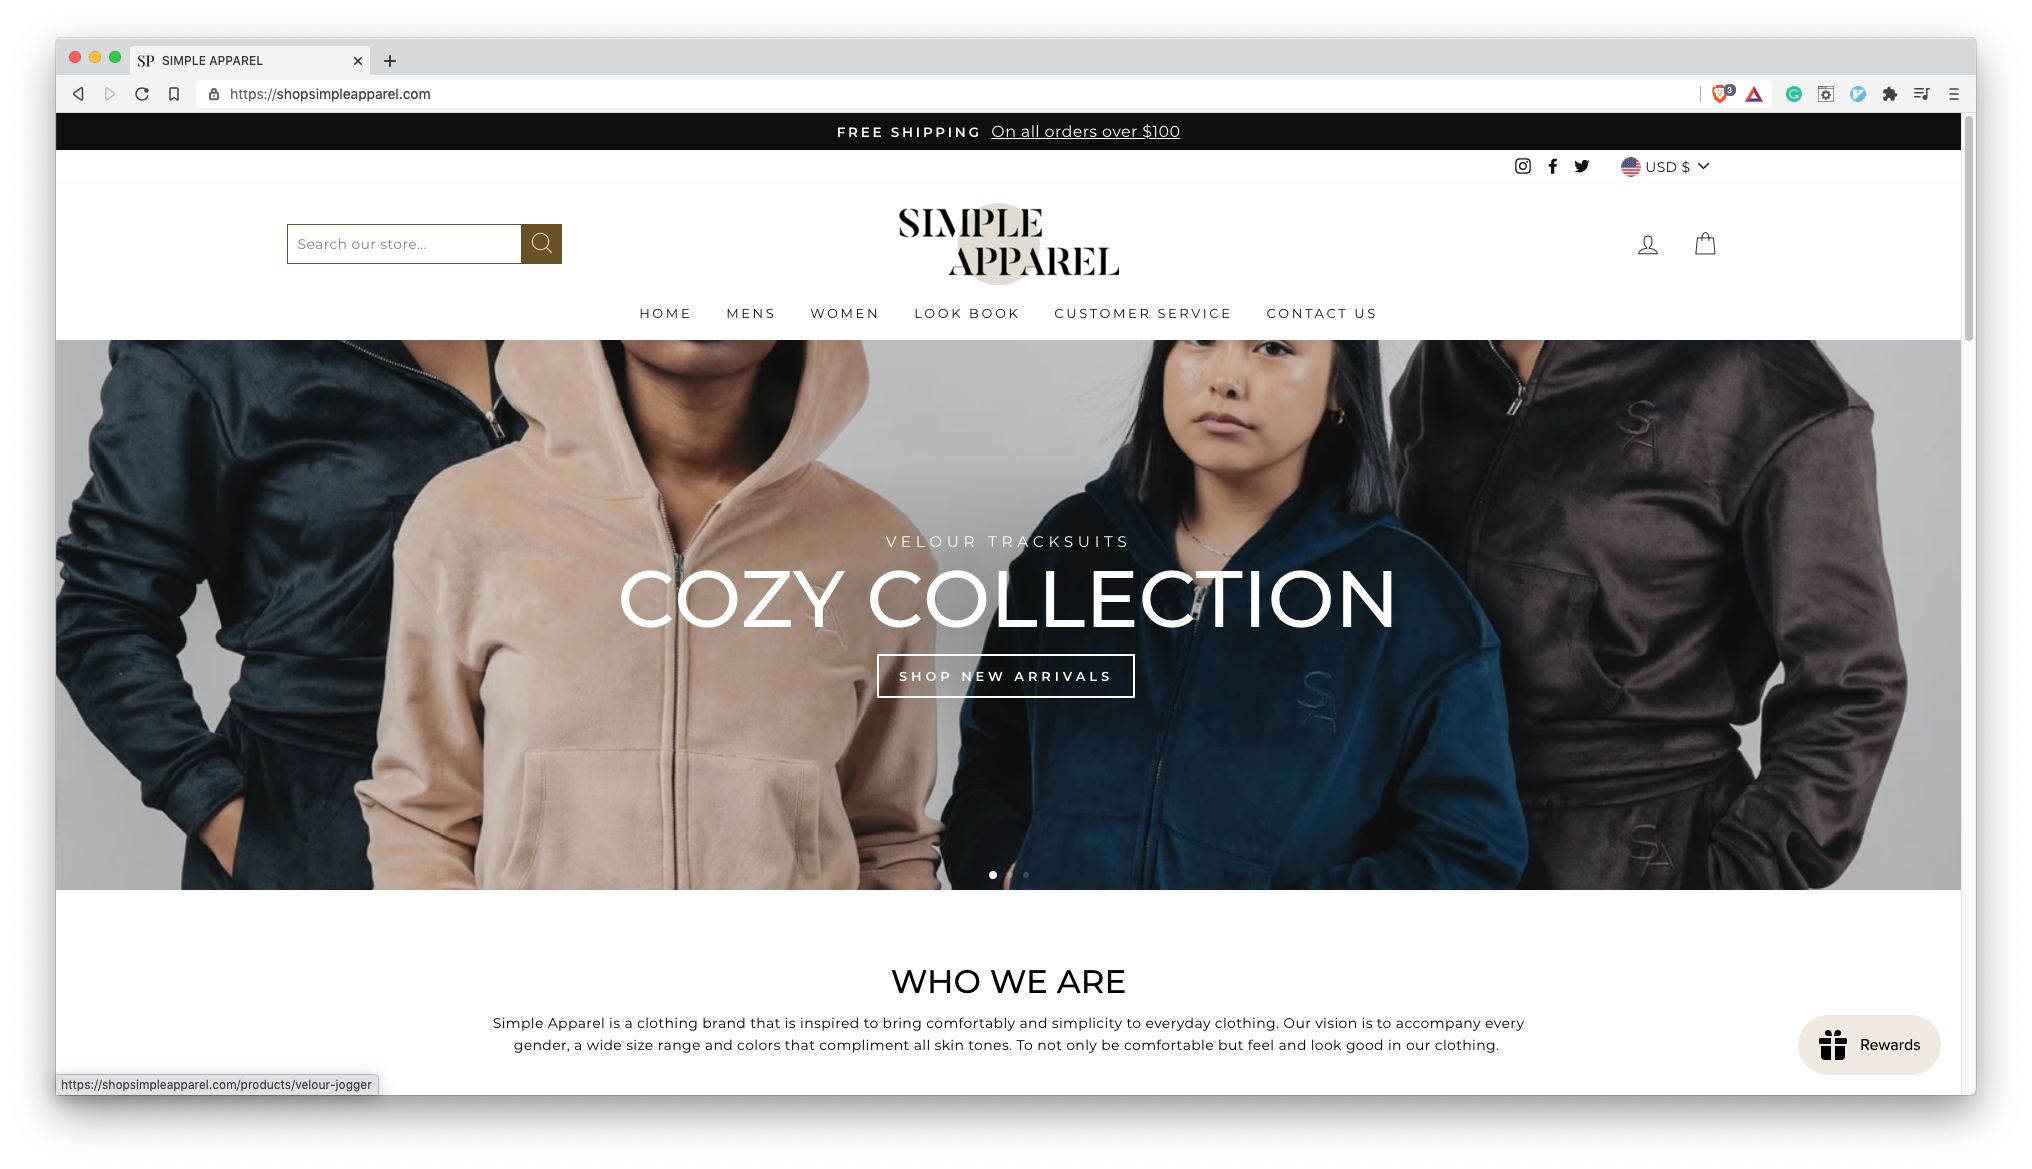 SP SIMPLE APPAREL
https://shopsimpleapparel.com
3
FREE SHIPPING On all orders over $100
USD $
Search our store...
SIMPLE
APPAREL
HOME MENS WOMEN LOOK BOOK CUSTOMER SERVICE CONTACT US
SA
VELOUR TRACKSUITS
COZY COLLECTION
SHOP NEW ARRIVALS
SA
SA
WHO WE ARE
Simple Apparel is a clothing brand that is inspired to bring comfortably and simplicity to everyday clothing. Our vision is to accompany every
gender, a wide size range and colors that compliment all skin tones. To not only be comfortable but feel and look good in our clothing.
Rewards
https://shopsimpleapparel.com/products/velour-jogger